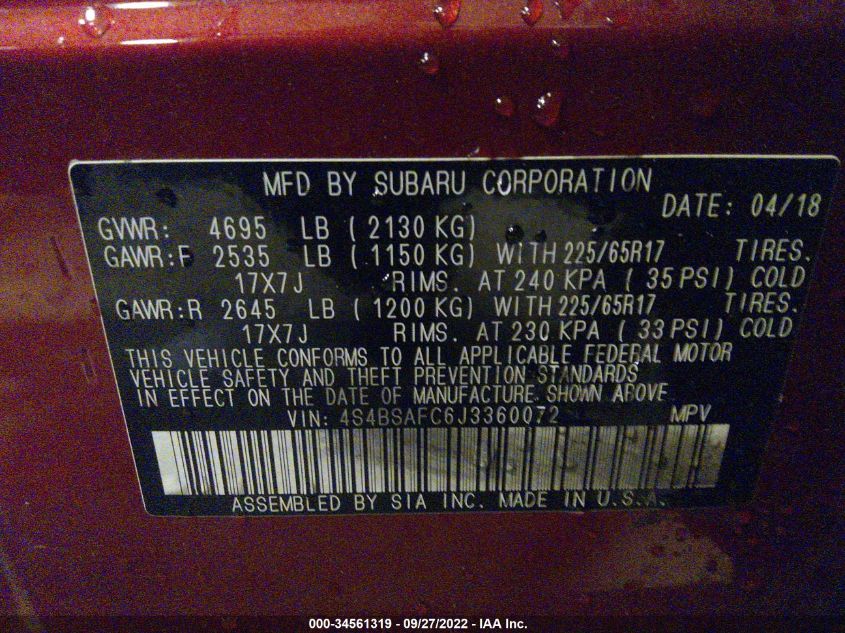 MFD BY SUBARU CORPORATION
DATE: 04/18
GVWR: 4695 LB ( 2130 KG)
GAWR:F 2535 LB ( 1150 KG) WITH 225/65R17 TIRES.
17X7J RIMS. AT 240 KPA ( 35 PSI) COLD
GAWR:R 2645 LB ( 1200 KG) WITH 225/65R17 TIRES.
17X7J RIMS. AT 230 KPA ( 33 PSI) COLD
THIS VEHICLE CONFORMS TO ALL APPLICABLE FEDERAL MOTOR
VEHICLE SAFETY AND THEFT PREVENTION STANDARDS
IN EFFECT ON THE DATE OF MANUFACTURE SHOWN ABOVE.
VIN: 4S4BSAFC6J3360072 MPV
ASSEMBLED BY SIA INC. MADE IN U.S.A.
000-34561319 - 09/27/2022 - IAA Inc.